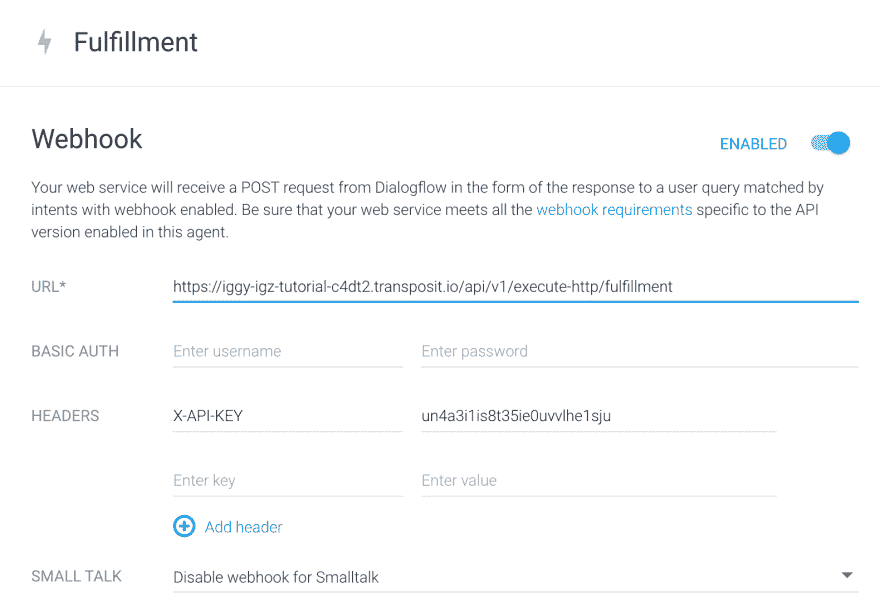 Fulfillment
Webhook
ENABLED
Your web service will receive a POST request from Dialogflow in the form of the response to a user query matched by
intents with webhook enabled. Be sure that your web service meets all the webhook requirements specific to the API
version enabled in this agent.
URL* https://iggy-igz-tutorial-c4dt2.transposit.io/api/v1/execute-http/fulfillment
BASIC AUTH Enter username Enter password
HEADERS X-API-KEY un4a3i1is8t35ie0uvvlhe1sju
Enter key Enter value
Add header
SMALL TALK Disable webhook for Smalltalk